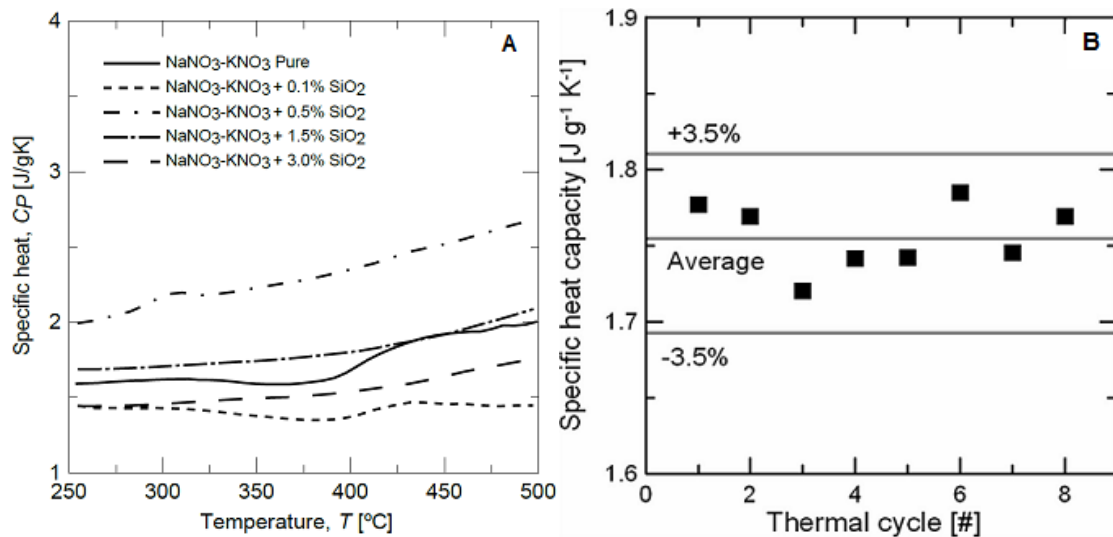 A
NaNO3-KNO3 Pure
NaNO3-KNO3 + 0.1% SiO2
NaNO3-KNO3 + 0.5% SiO2
NaNO3-KNO3 + 1.5% SiO2
NaNO3-KNO3 + 3.0% SiO2
Specific heat, CP [J/gK]
4
3
2
1
250
300
350
400
450
500
Temperature, T [ºC]
B
Specific heat capacity [J g-1 K-1]
1.9
1.8
1.7
1.6
+3.5%
Average
-3.5%
0
2
4
6
8
Thermal cycle [#]